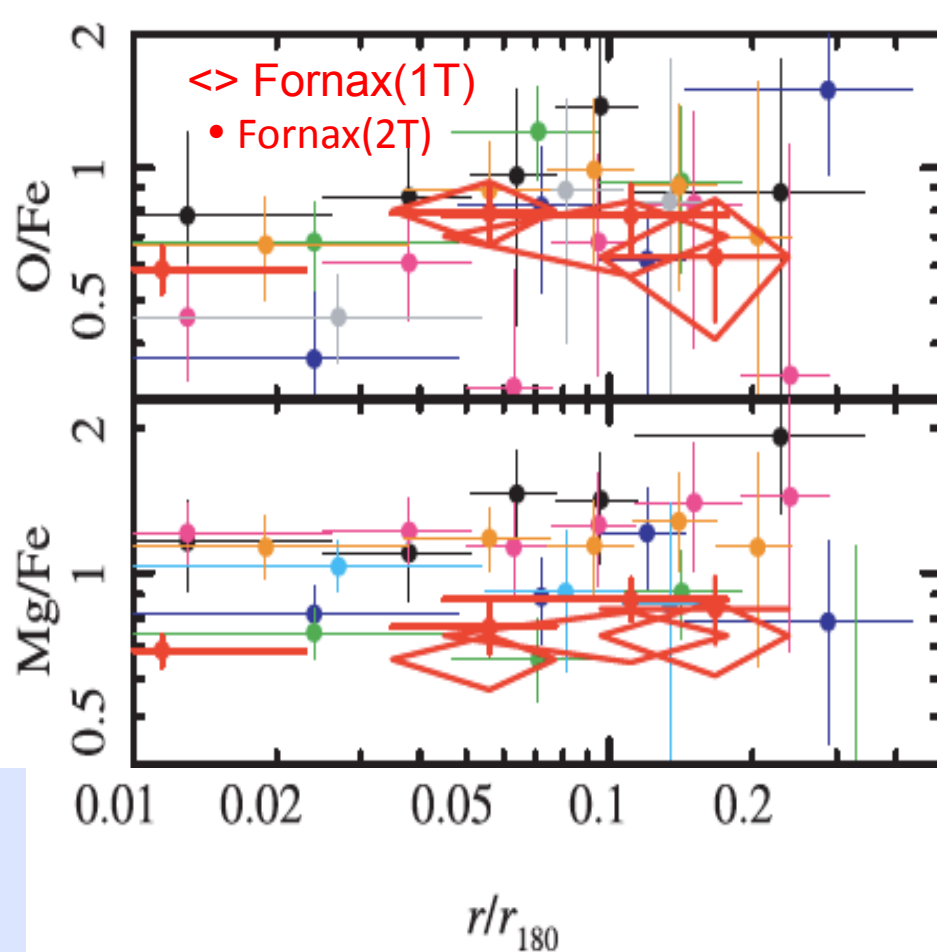 2
<> Fornax(1T)
• Fornax(2T)
1
O/Fe
0.5
2
1
Mg/Fe
0.5
0.01 0.02 0.05 0.1 0.2
r/r180